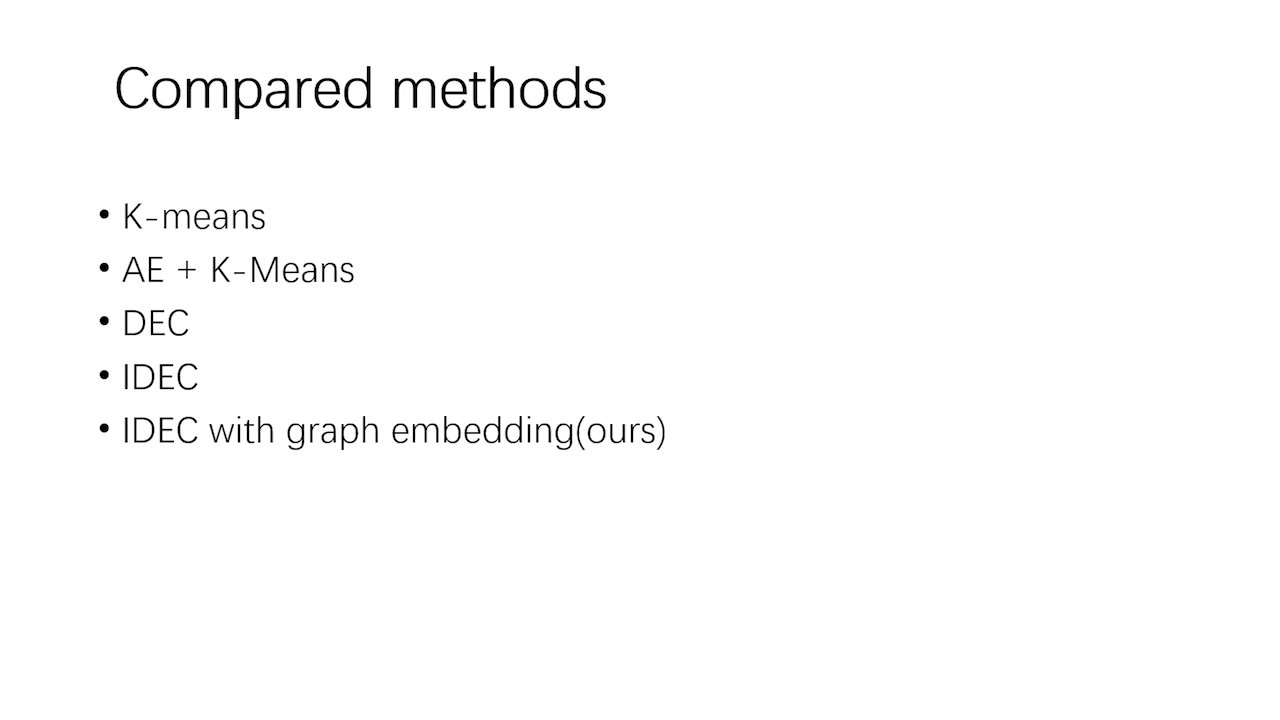 Compared methods
• K-means
• AE + K-Means
• DEC
• IDEC
• IDEC with graph embedding(ours)